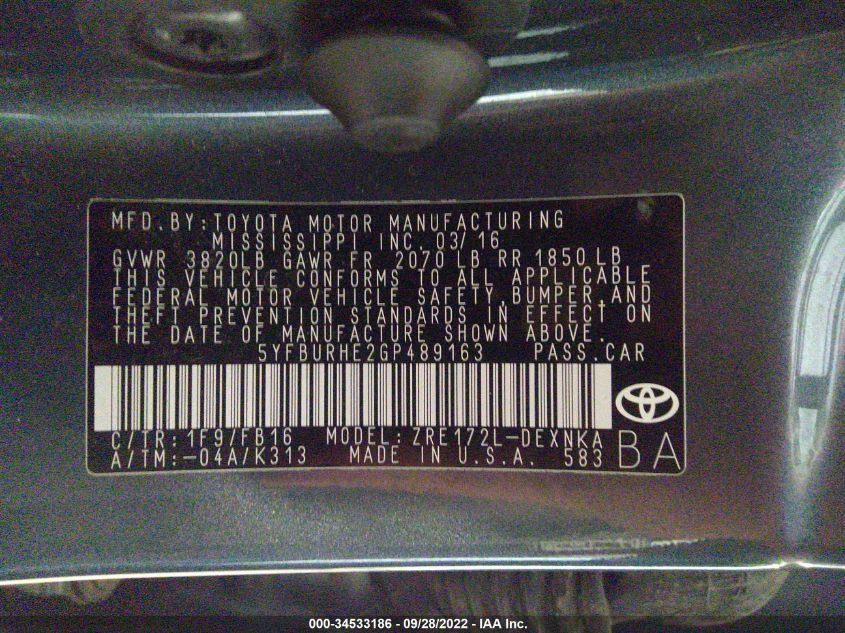 MFD.BY:TOYOTA MOTOR MANUFACTURING
MISSISSIPPI INC. 03/16
GVWR 3820LB GAWR FR 2070 LB RR 1850 LB
THIS VEHICLE CONFORMS TO ALL APPLICABLE
FEDERAL MOTOR VEHICLE SAFETY,BUMPER,AND
THEFT PREVENTION STANDARDS IN EFFECT ON
THE DATE OF MANUFACTURE SHOWN ABOVE.
5YFBURHE2GP489163 PASS.CAR
C/TR:1F9/FB16 MODEL:ZRE172L-DEXNKA
A/TM:-04A/K313 MADE IN U.S.A. 583 BA
000-34533186 - 09/28/2022 - IAA Inc.